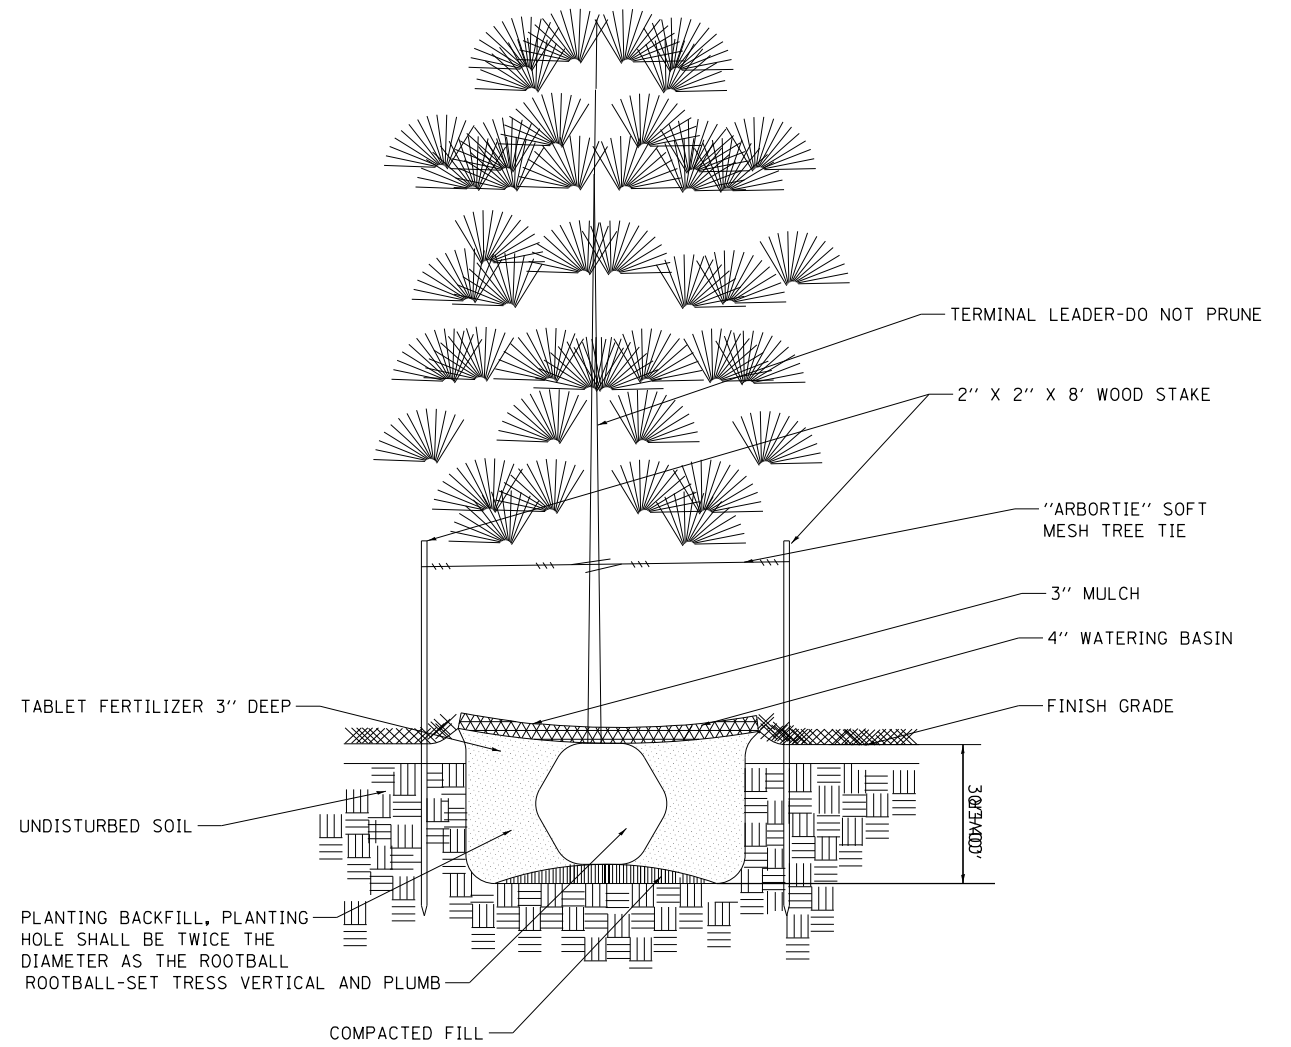 TERMINAL LEADER-DO NOT PRUNE
2'' X 2'' X 8' WOOD STAKE
"ARBORTIE" SOFT
MESH TREE TIE
3'' MULCH
4'' WATERING BASIN
TABLET FERTILIZER 3'' DEEP
FINISH GRADE
UNDISTURBED SOIL
PLANTING BACKFILL, PLANTING
HOLE SHALL BE TWICE THE
DIAMETER AS THE ROOTBALL
ROOTBALL-SET TRESS VERTICAL AND PLUMB
COMPACTED FILL